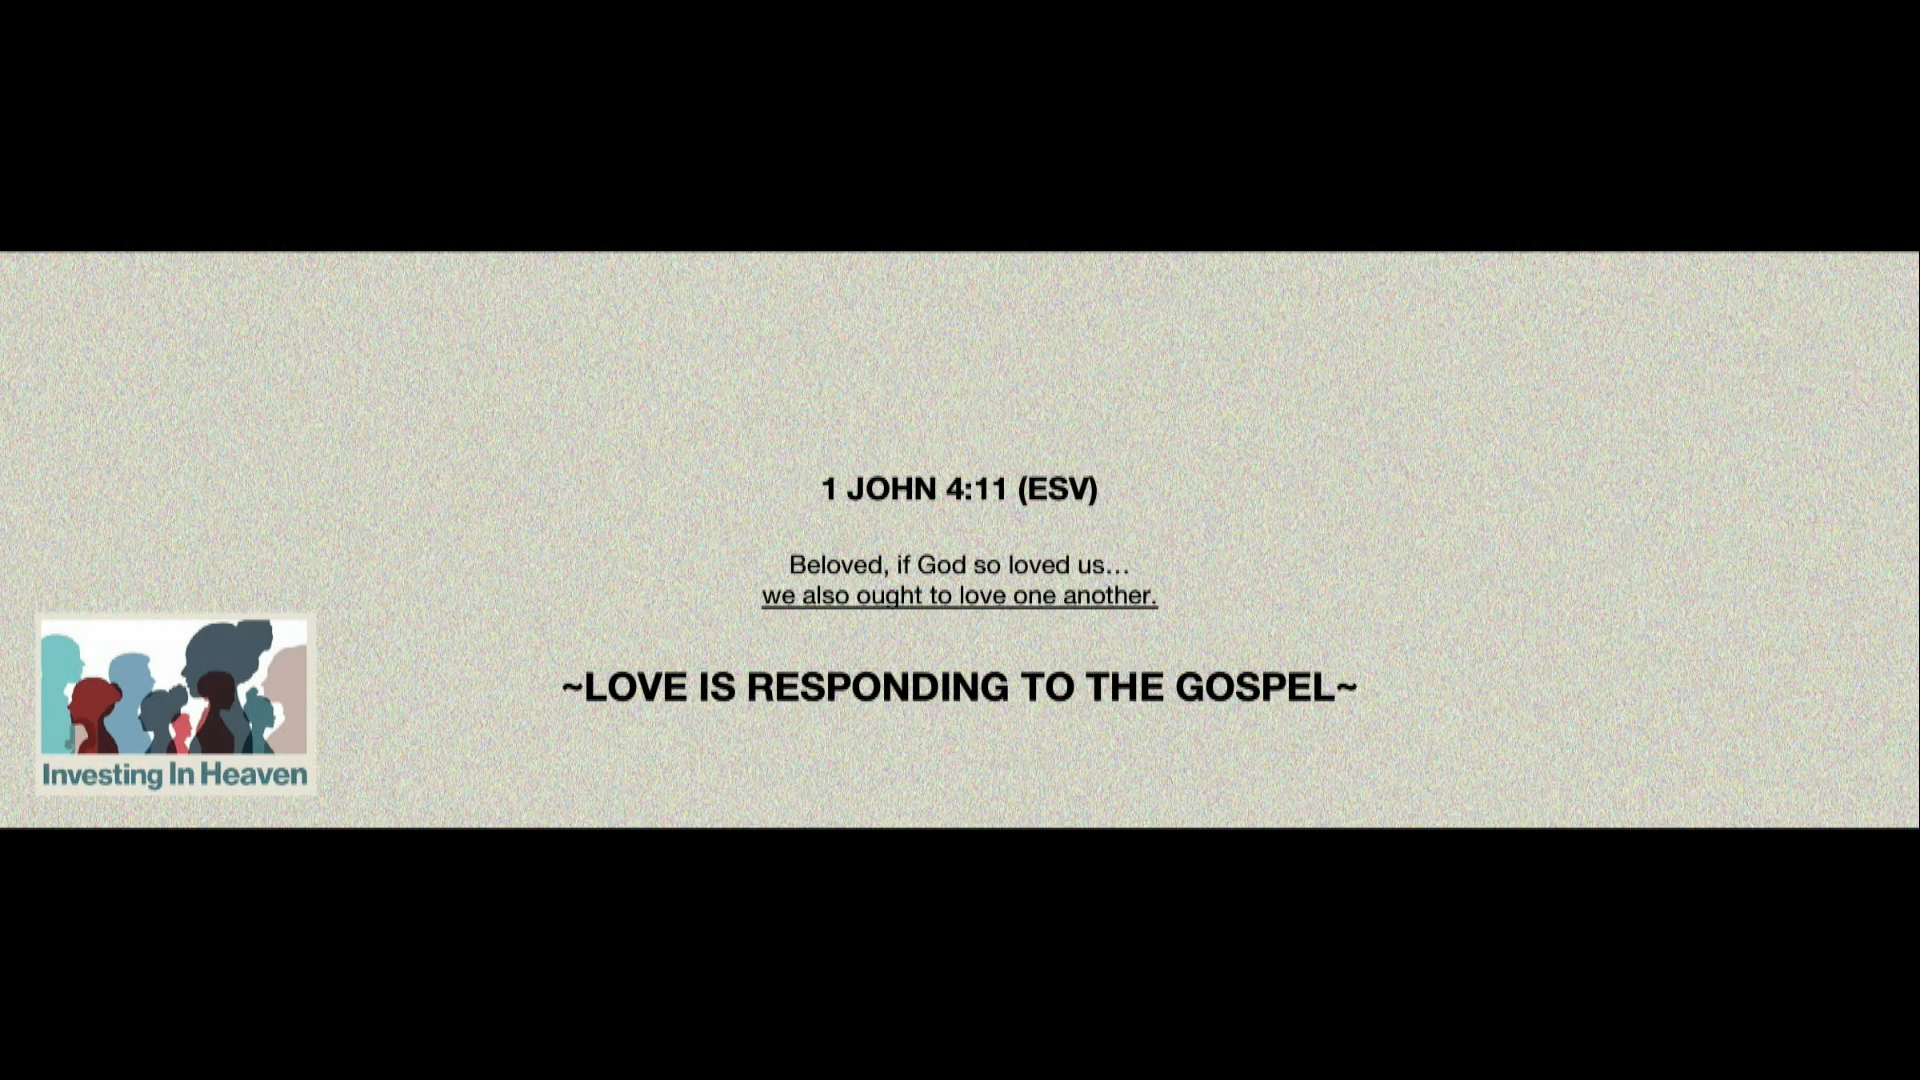 1 JOHN 4:11 (ESV)
Beloved, if God so loved us…
we also ought to love one another.
~LOVE IS RESPONDING TO THE GOSPEL~
Investing In Heaven